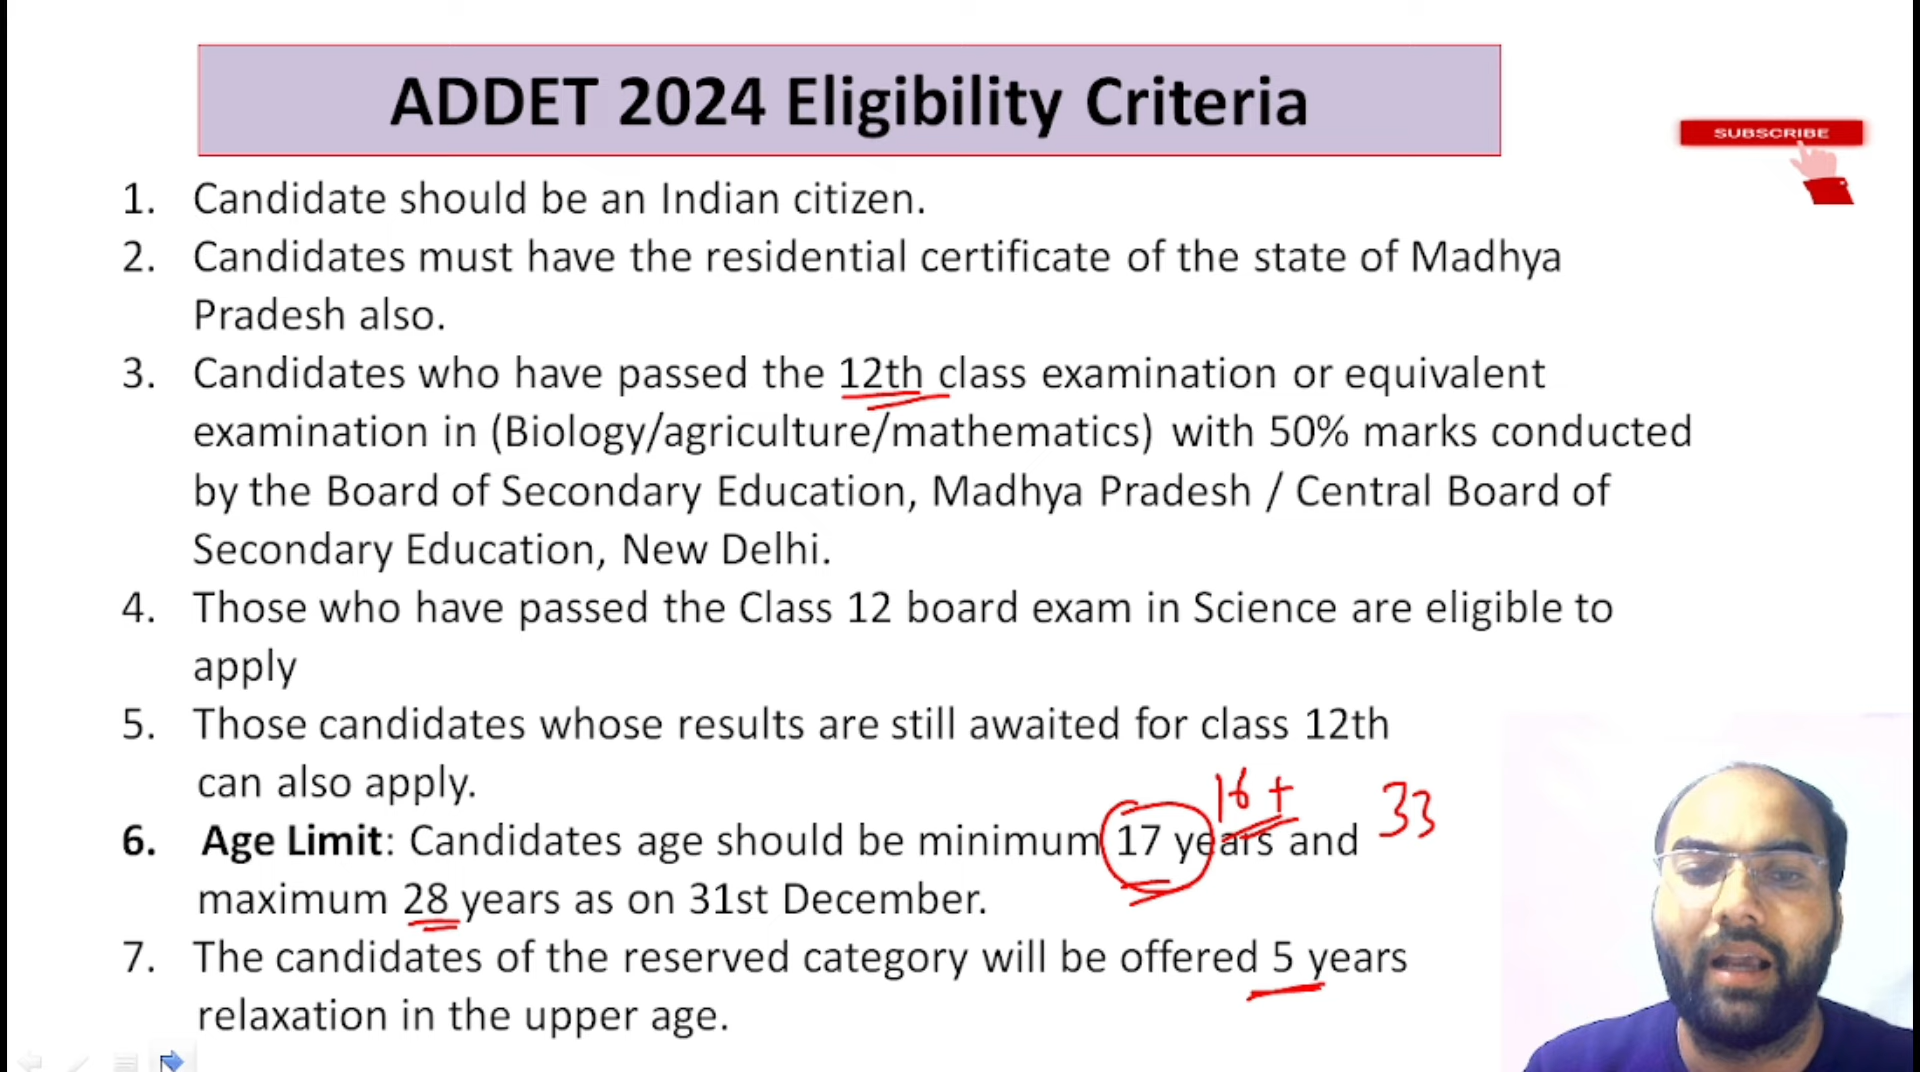 ADDET 2024 Eligibility Criteria
SUBSCRIBE
1. Candidate should be an Indian citizen.
2. Candidates must have the residential certificate of the state of Madhya
Pradesh also.
3. Candidates who have passed the 12th class examination or equivalent
examination in (Biology/agriculture/mathematics) with 50% marks conducted
by the Board of Secondary Education, Madhya Pradesh / Central Board of
Secondary Education, New Delhi.
4. Those who have passed the Class 12 board exam in Science are eligible to
apply
5. Those candidates whose results are still awaited for class 12th
can also apply.
16+ 33
6. Age Limit: Candidates age should be minimum 17 years and
maximum 28 years as on 31st December.
7. The candidates of the reserved category will be offered 5 years
relaxation in the upper age.